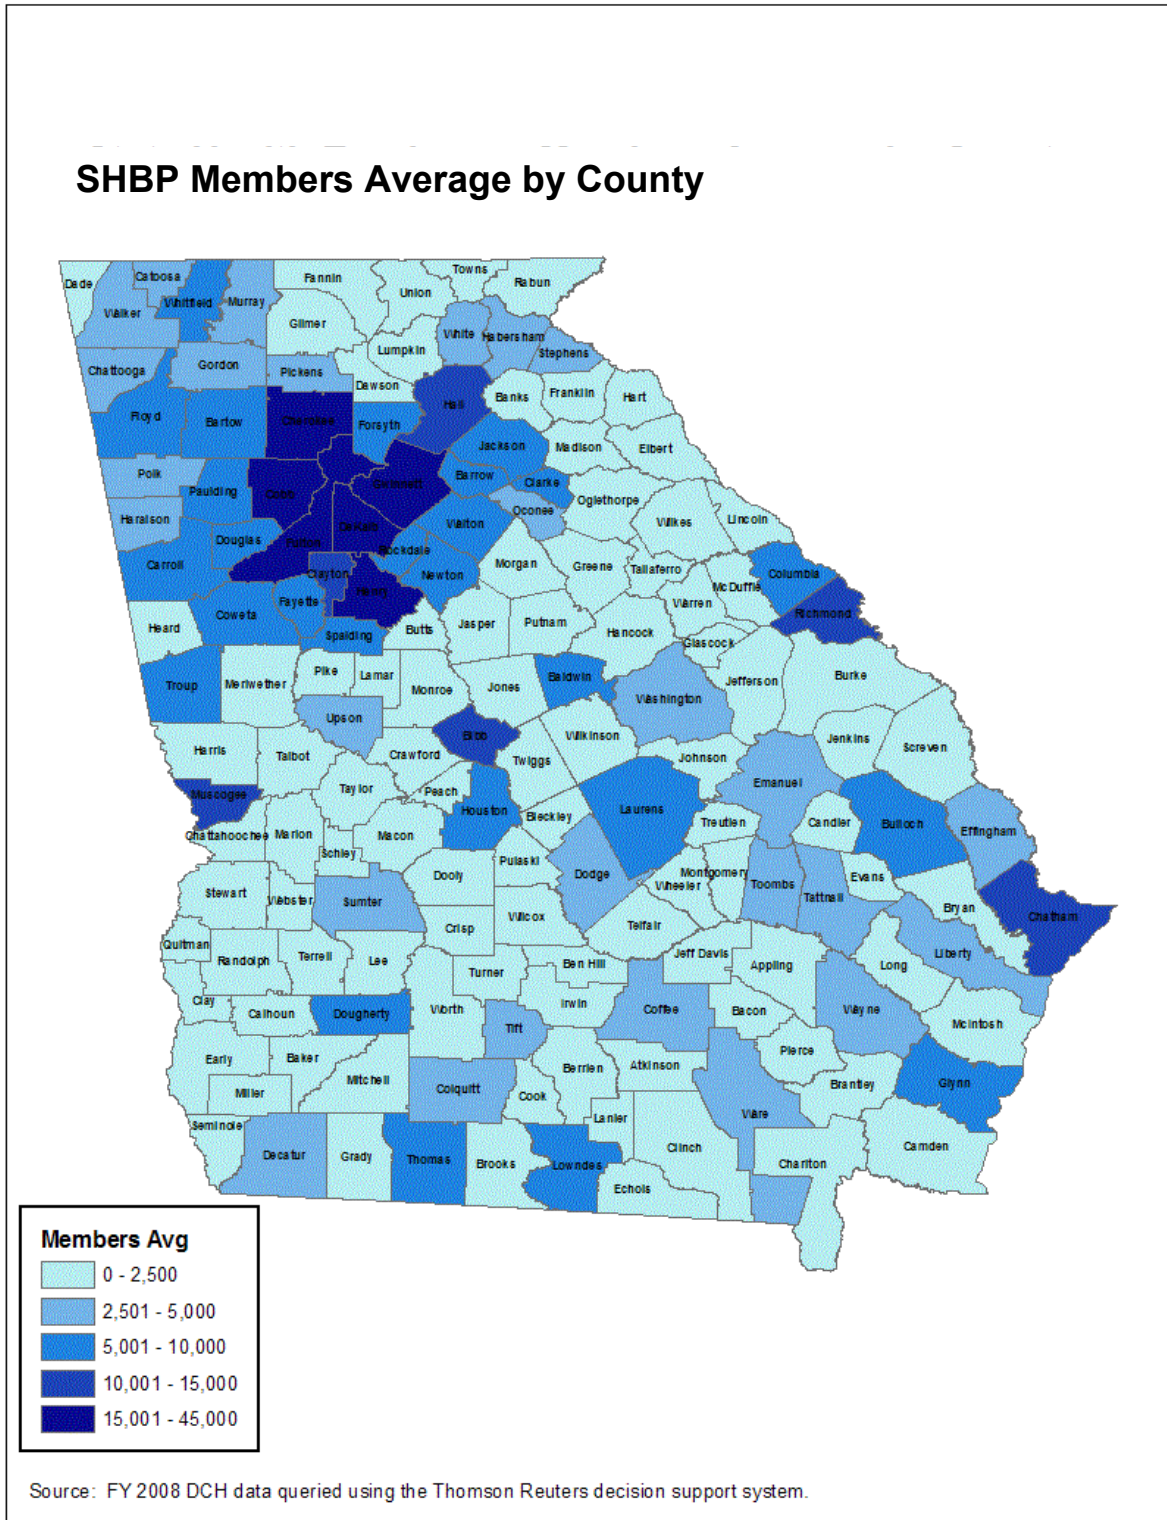 SHBP Members Average by County
Towns
Dade
Catoosa
Fannin
Rabun
Union
Whitfield
Murray
Walker
Gilmer
White
Habersham
Lumpkin
Stephens
Chattooga
Gordon
Pickens
Dawson
Banks
Franklin
Hart
Hall
Floyd
Bartow
Cherokee
Forsyth
Jackson
Madison
Elbert
Polk
Barrow
Clarke
Gwinnett
Paulding
Cobb
Oglethorpe
Oconee
Haralson
Wilkes
Lincoln
Walton
DeKalb
Douglas
Fulton
Rockdale
Carroll
Morgan
Greene
Taliaferro
Columbia
Clayton
Newton
McDuffie
Henry
Fayette
Warren
Richmond
Coweta
Heard
Butts
Jasper
Putnam
Hancock
Spalding
Glascock
Pike
Lamar
Baldwin
Jefferson
Burke
Troup
Meriwether
Monroe
Jones
Washington
Upson
Bibb
Wilkinson
Jenkins
Screven
Harris
Talbot
Crawford
Twiggs
Johnson
Taylor
Peach
Emanuel
Muscogee
Houston
Laurens
Bleckley
Treutlen
Candler
Bulloch
Effingham
Chattahoochee
Marion
Macon
Schley
Pulaski
Dooly
Dodge
Montgomery
Wheeler
Toombs
Evans
Tattnall
Stewart
Webster
Sumter
Wilcox
Bryan
Chatham
Crisp
Telfair
Quitman
Randolph
Terrell
Lee
Jeff Davis
Liberty
Turner
Ben Hill
Appling
Long
Clay
Calhoun
Dougherty
Worth
Irwin
Coffee
Bacon
Wayne
McIntosh
Tift
Early
Baker
Pierce
Berrien
Atkinson
Mitchell
Colquitt
Brantley
Glynn
Miller
Cook
Lanier
Ware
Seminole
Clinch
Camden
Decatur
Grady
Thomas
Brooks
Lowndes
Charlton
Echols
Members Avg
0 - 2,500
2,501 - 5,000
5,001 - 10,000
10,001 - 15,000
15,001 - 45,000
Source: FY 2008 DCH data queried using the Thomson Reuters decision support system.